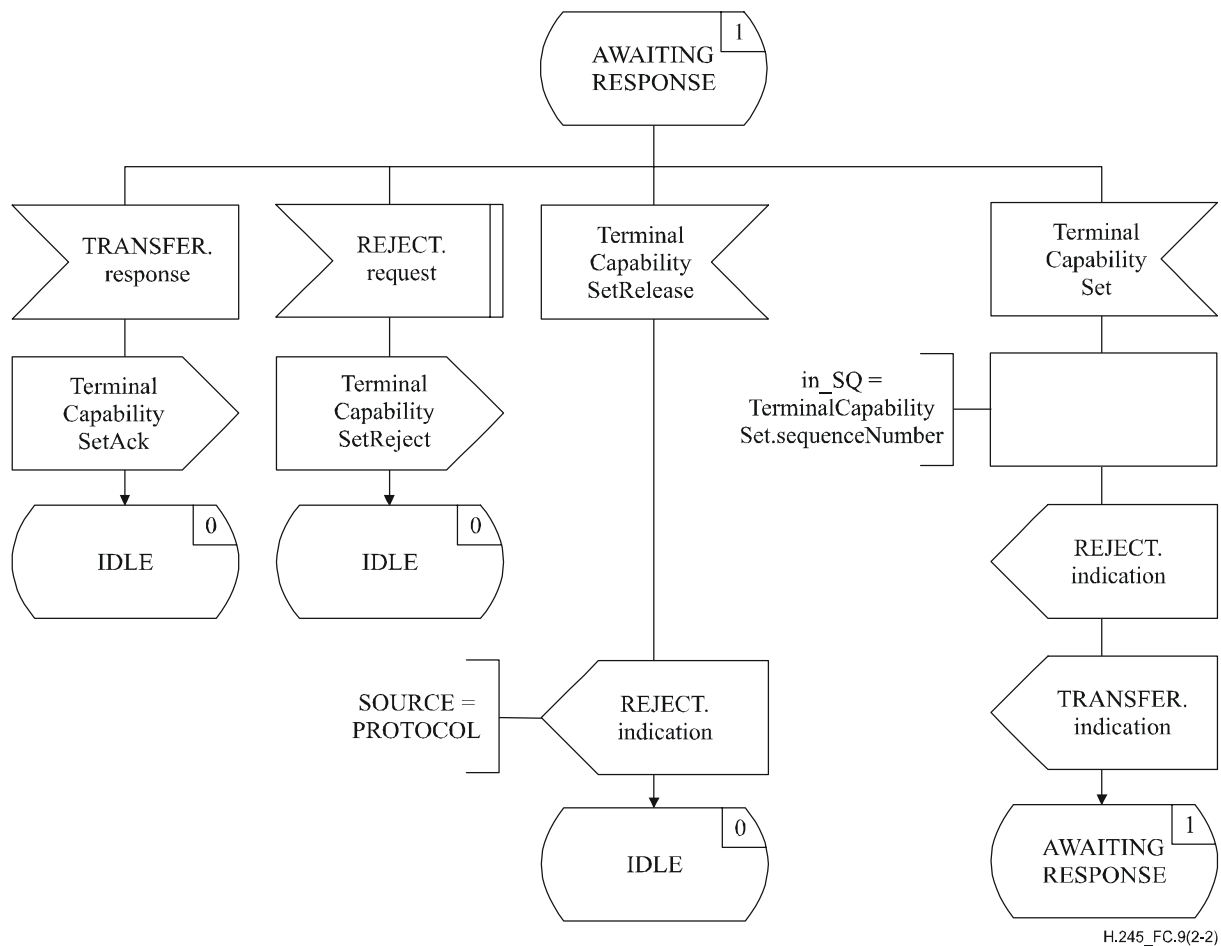 1
AWAITING
RESPONSE
TRANSFER.
response
REJECT.
request
Terminal
Capability
SetRelease
Terminal
Capability
Set
Terminal
Capability
SetAck
Terminal
Capability
SetReject
in_SQ =
TerminalCapability
Set.sequenceNumber
0
IDLE
0
IDLE
REJECT.
indication
SOURCE =
PROTOCOL
REJECT.
indication
TRANSFER.
indication
0
IDLE
1
AWAITING
RESPONSE
H.245_FC.9(2-2)